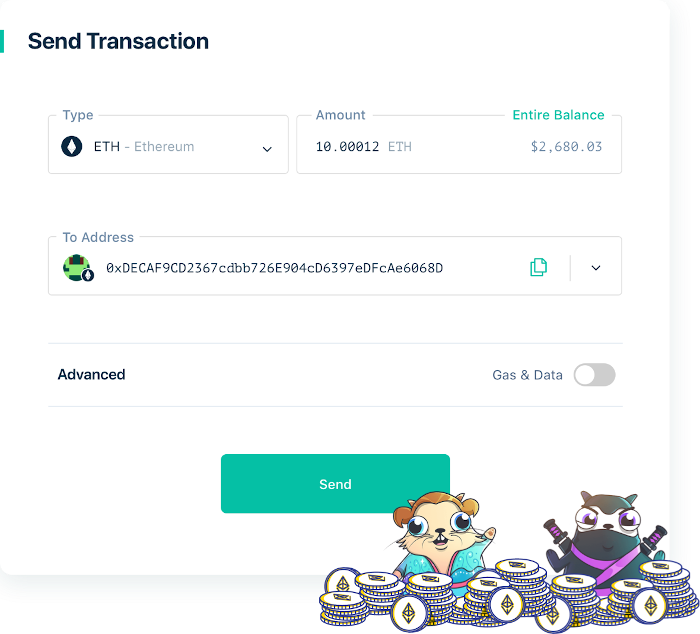 Send Transaction
Type
Amount
Entire Balance
ETH - Ethereum
10.00012 ETH
$2,680.03
To Address
0xDECAF9CD2367cdbb726E904cD6397eDFcAe6068D
Advanced
Gas & Data
Send